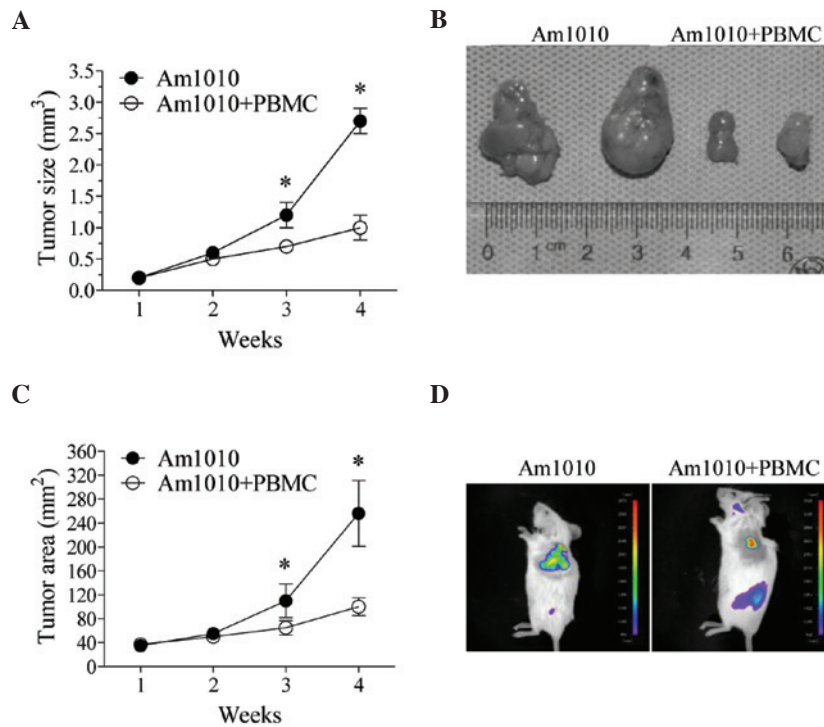 A
Tumor size (mm³)
3.5
3.0
2.5
2.0
1.5
1.0
0.5
0.0
Am1010
Am1010+PBMC
*
*
1 2 3 4
Weeks
B
Am1010 Am1010+PBMC
0 1 cm 2 3 4 5 6
C
Tumor area (mm²)
360
320
280
240
200
160
120
80
40
0
Am1010
Am1010+PBMC
*
*
1 2 3 4
Weeks
D
Am1010 Am1010+PBMC